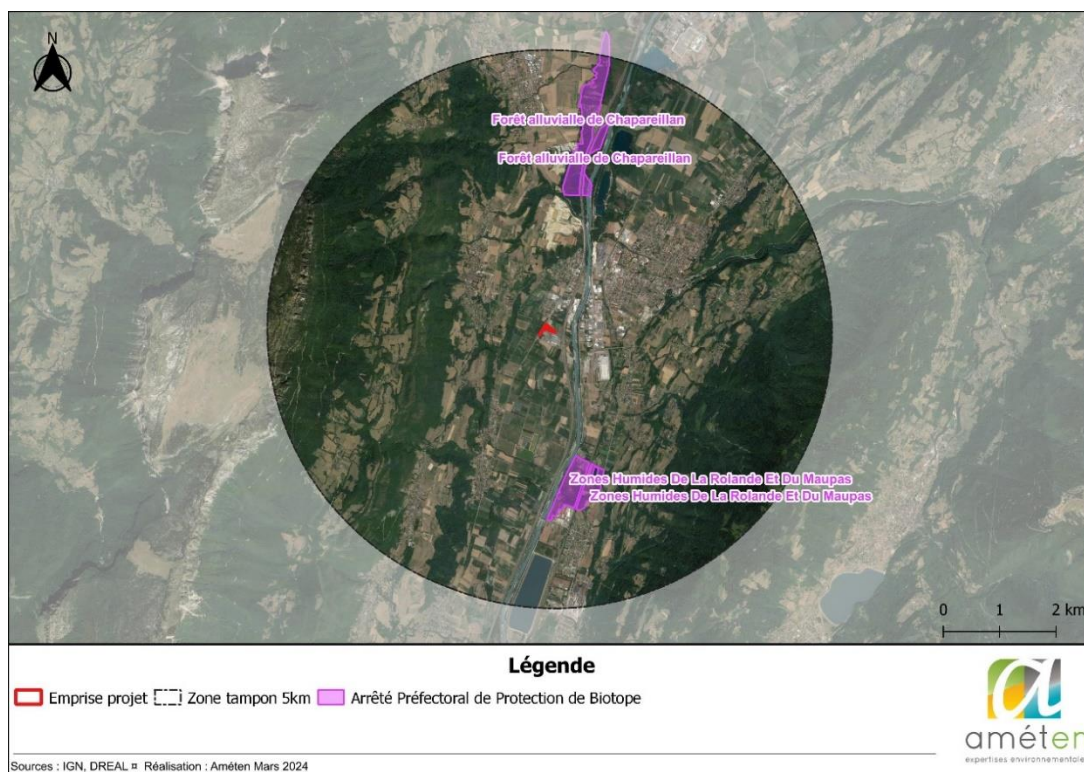 N
Forêt alluvialle de Chapareillan
Forêt alluvialle de Chapareillan
Zones Humides De La Rolande Et Du Maupas
Zones Humides De La Rolande Et Du Maupas
0 1 2 km
Légende
Emprise projet Zone tampon 5km Arrêté Préfectoral de Protection de Biotope
améten
expertises environnementales
Sources : IGN, DREAL ¤ Réalisation : Améten Mars 2024